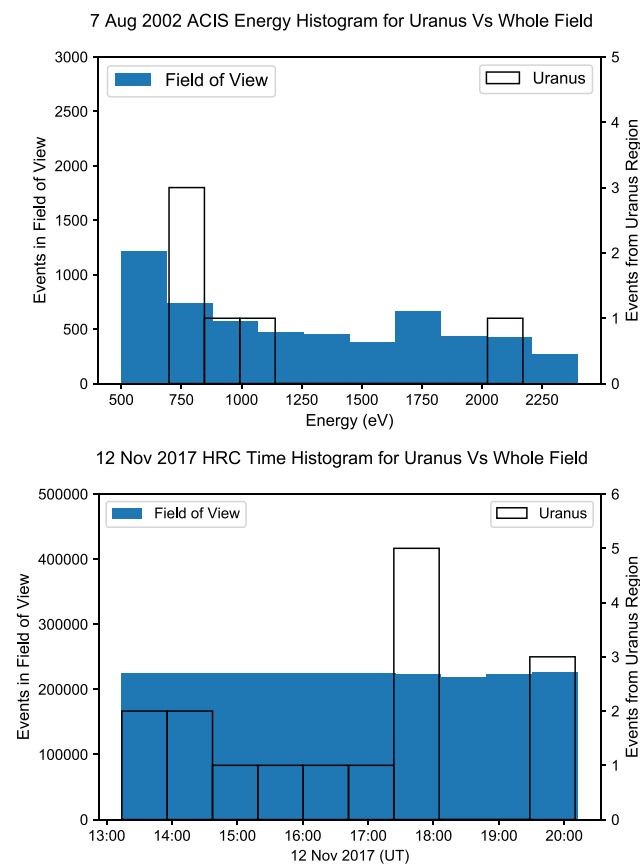 7 Aug 2002 ACIS Energy Histogram for Uranus Vs Whole Field
3000
2500
2000
1500
1000
500
0
Events in Field of View
Field of View
Uranus
5
4
3
2
1
0
Events from Uranus Region
500 750 1000 1250 1500 1750 2000 2250
Energy (eV)
12 Nov 2017 HRC Time Histogram for Uranus Vs Whole Field
500000
400000
300000
200000
100000
0
Events in Field of View
Field of View
Uranus
6
5
4
3
2
1
0
Events from Uranus Region
13:00 14:00 15:00 16:00 17:00 18:00 19:00 20:00
12 Nov 2017 (UT)